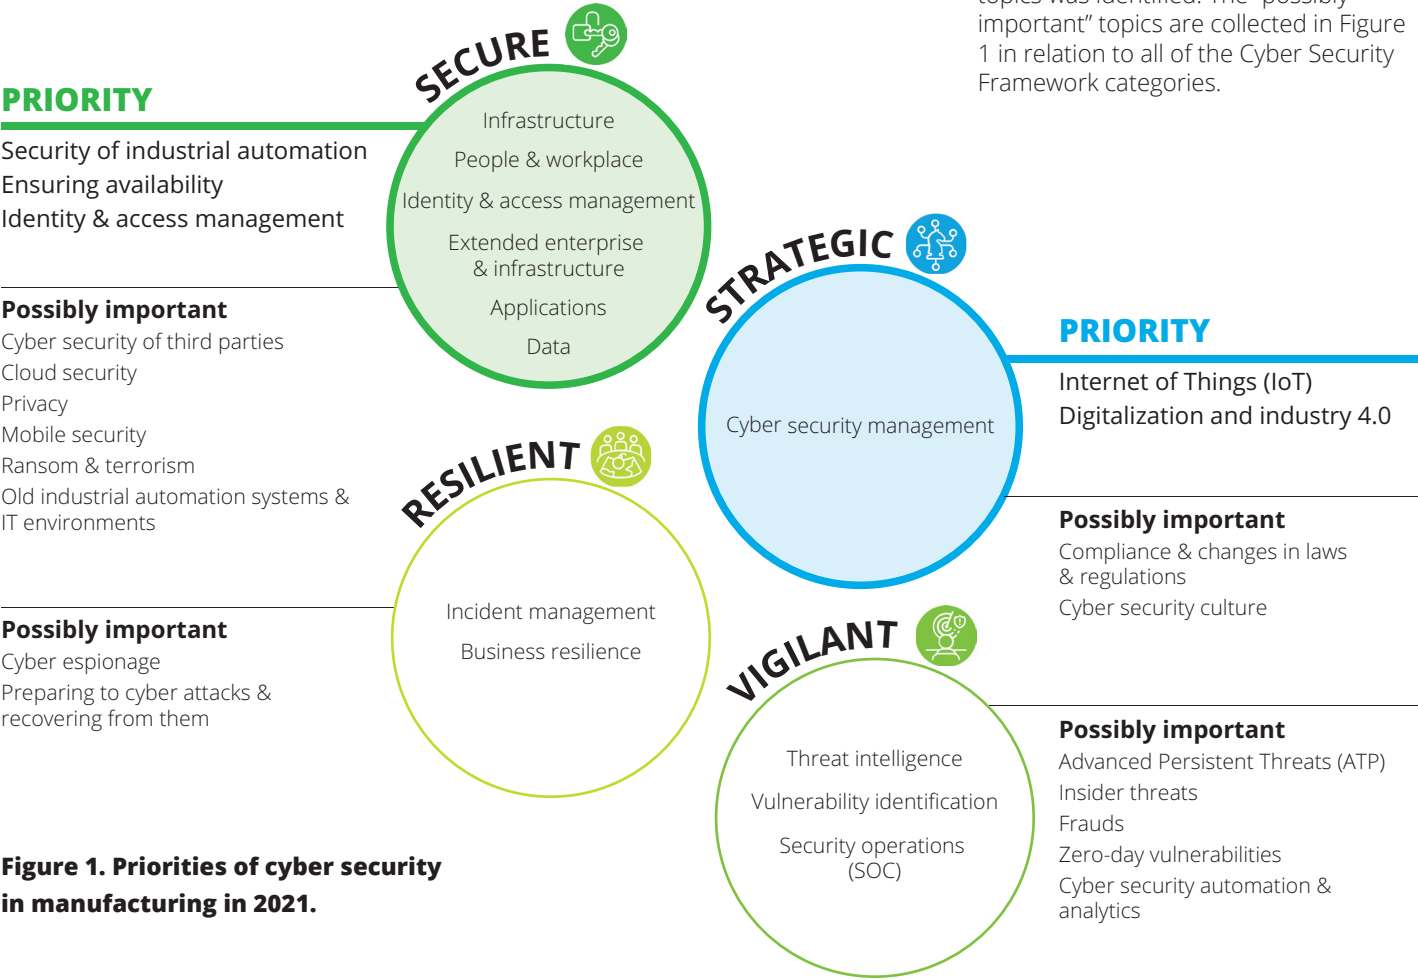 important” topics are collected in Figure
1 in relation to all of the Cyber Security
Framework categories.
SECURE
PRIORITY
Security of industrial automation
Ensuring availability
Identity & access management
Possibly important
Cyber security of third parties
Cloud security
Privacy
Mobile security
Ransom & terrorism
Old industrial automation systems &
IT environments
Infrastructure
People & workplace
Identity & access management
Extended enterprise
& infrastructure
Applications
Data
STRATEGIC
Cyber security management
PRIORITY
Internet of Things (IoT)
Digitalization and industry 4.0
Possibly important
Compliance & changes in laws
& regulations
Cyber security culture
RESILIENT
Incident management
Business resilience
Possibly important
Cyber espionage
Preparing to cyber attacks &
recovering from them
VIGILANT
Threat intelligence
Vulnerability identification
Security operations
(SOC)
Possibly important
Advanced Persistent Threats (ATP)
Insider threats
Frauds
Zero-day vulnerabilities
Cyber security automation &
analytics
Figure 1. Priorities of cyber security
in manufacturing in 2021.